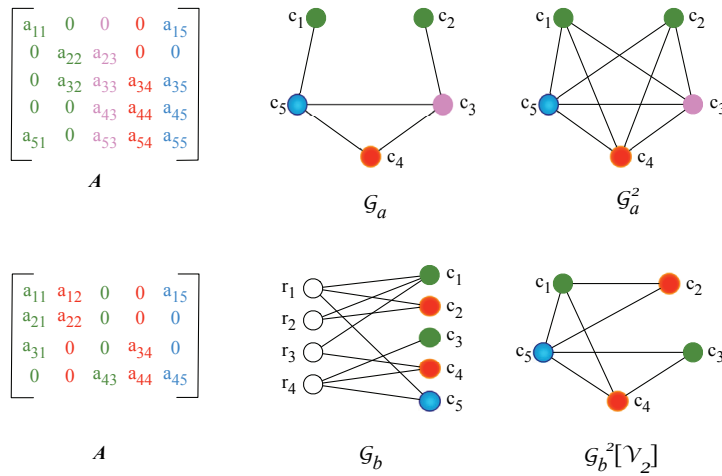 a11 0 0 0 a15
0 a22 a23 0 0
0 a32 a33 a34 a35
0 0 a43 a44 a45
a51 0 a53 a54 a55
A
c1 c2
c5 c3
c4
Ga
c1 c2
c5 c3
c4
Ga2
a11 a12 0 0 a15
a21 a22 0 0 0
a31 0 0 a34 0
0 0 a43 a44 a45
A
r1
r2
r3
r4
c1
c2
c3
c4
c5
Gb
c1 c2
c5 c3
c4
Gb2[V2]